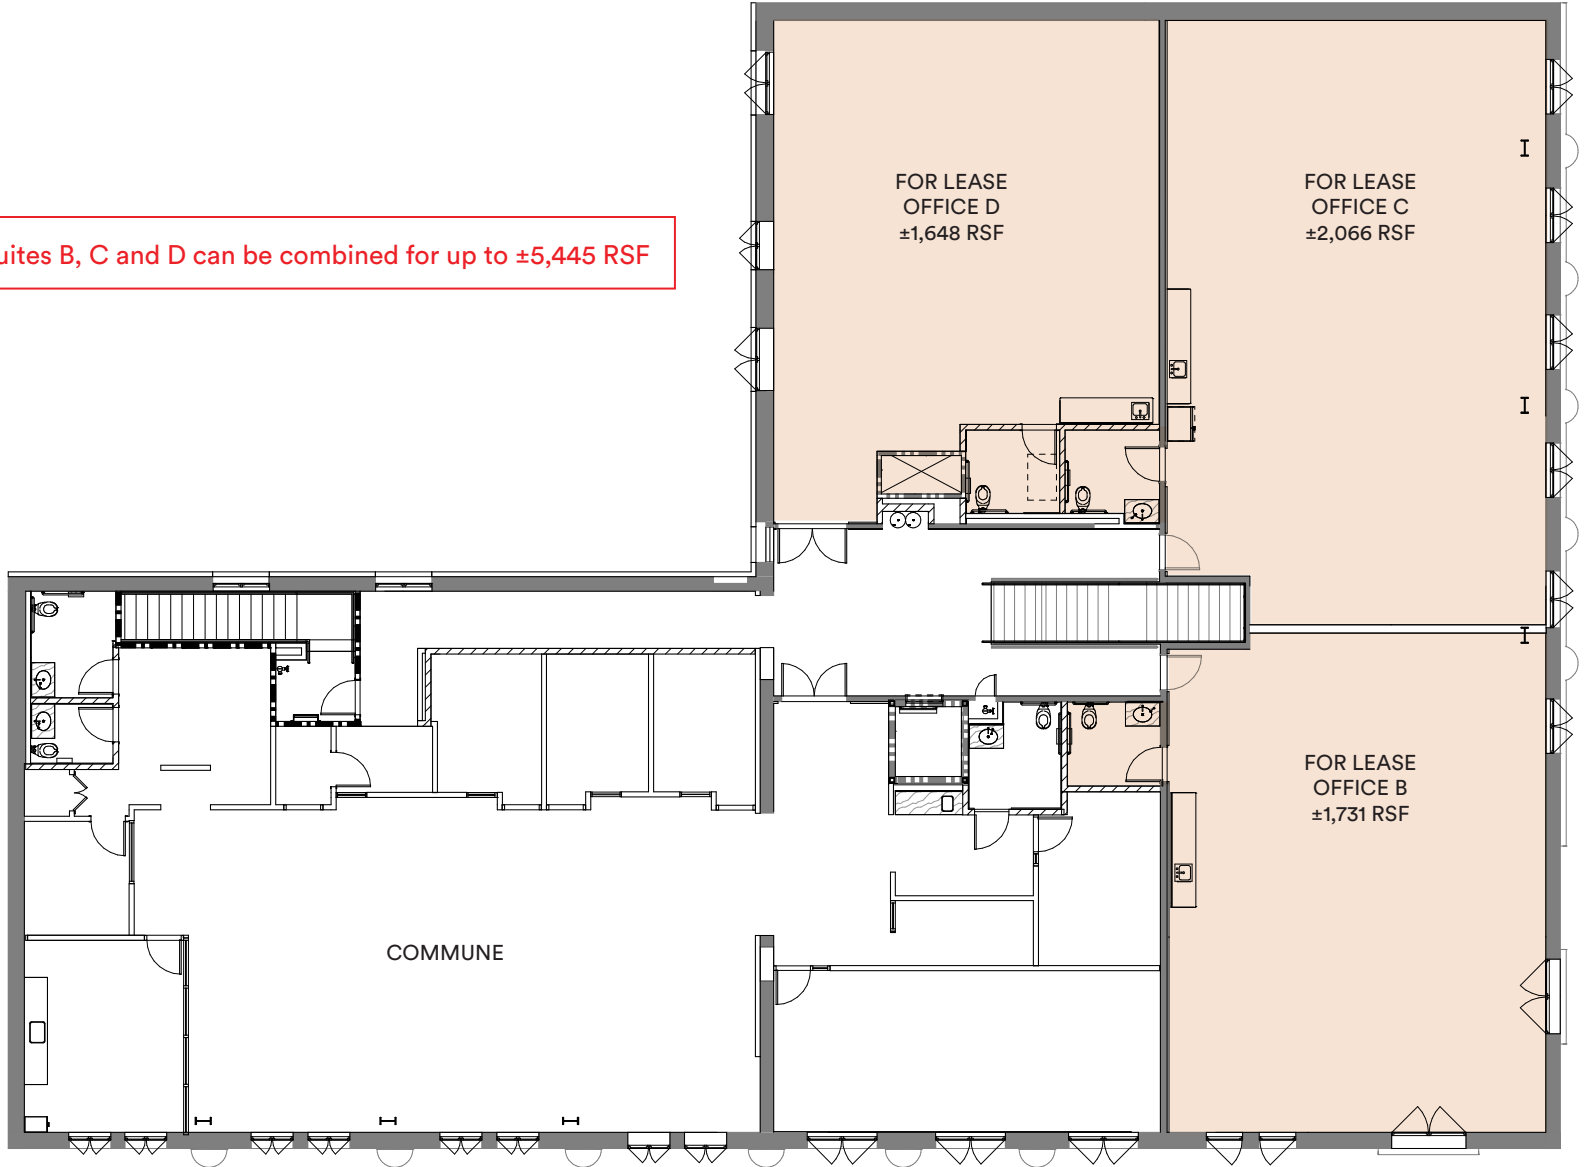 FOR LEASE
OFFICE D
±1,648 RSF
FOR LEASE
OFFICE C
±2,066 RSF
uites B, C and D can be combined for up to ±5,445 RSF
FOR LEASE
OFFICE B
±1,731 RSF
COMMUNE